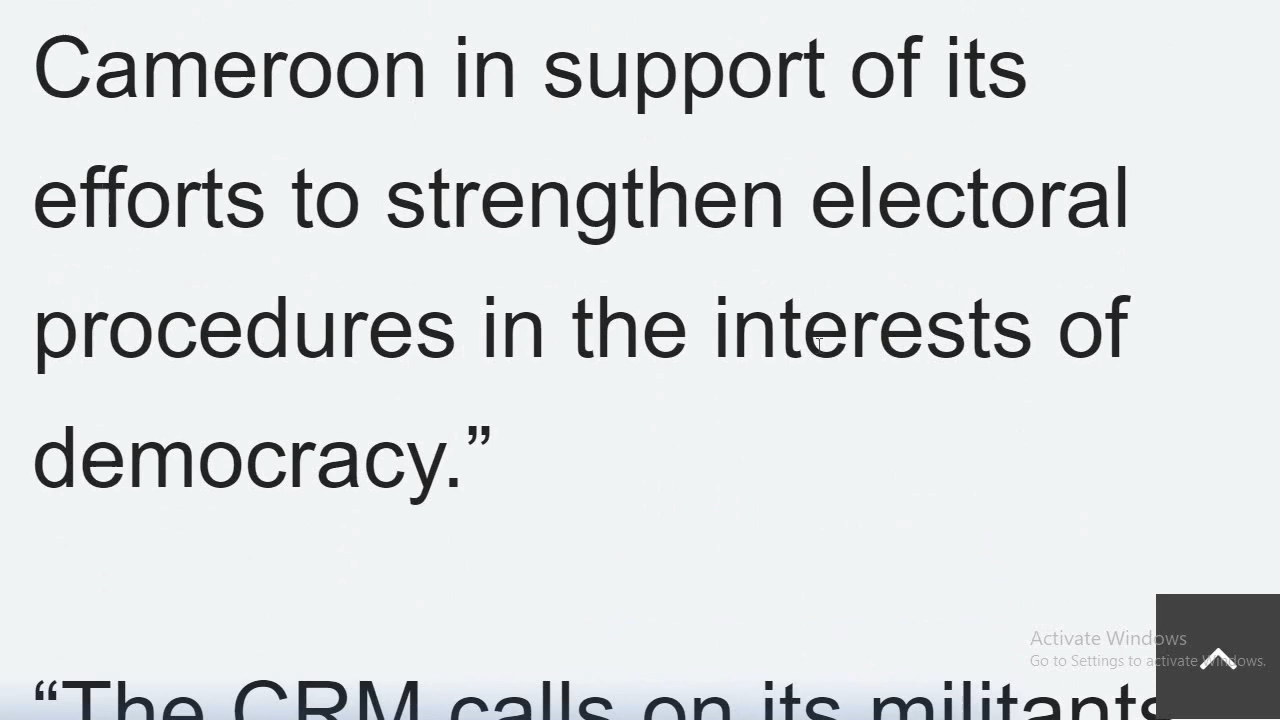 Cameroon in support of its
efforts to strengthen electoral
procedures in the interests of
democracy.”
Activate Windows
Go to Settings to activate Windows.
“The CRM calls on its militants